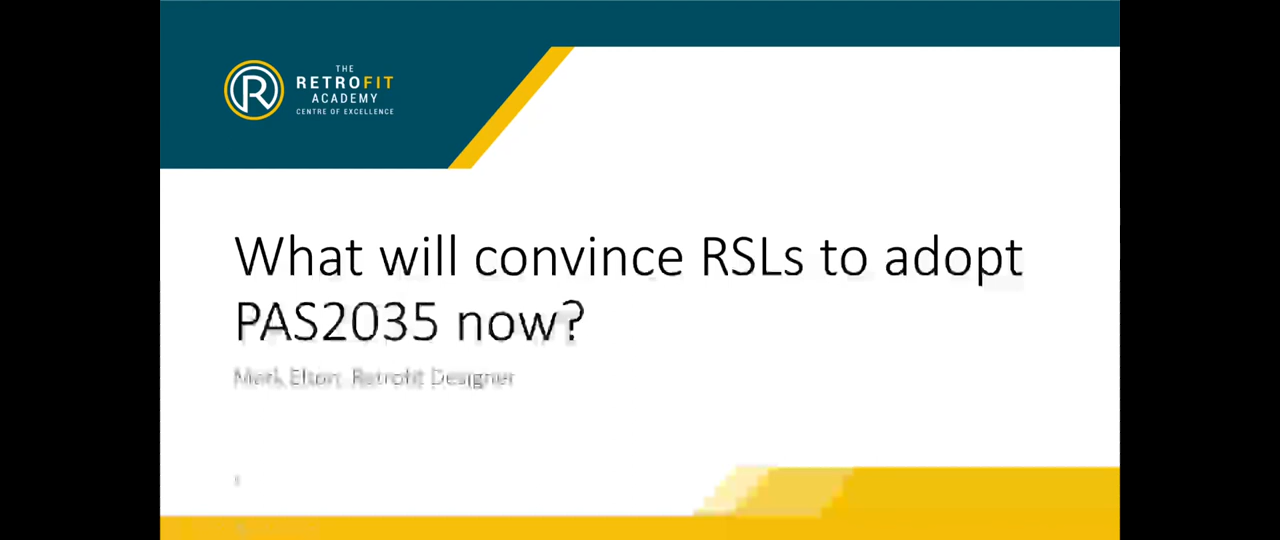 THE
RETROFIT
ACADEMY
CENTRE OF EXCELLENCE
What will convince RSLs to adopt
PAS2035 now?
Mark Elton, Retrofit Designer